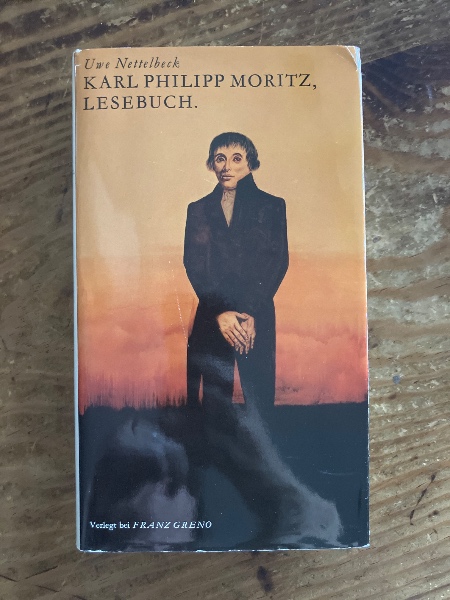 Uwe Nettelbeck
KARL PHILIPP MORITZ,
LESEBUCH.
Verlegt bei FRANZ GRENO